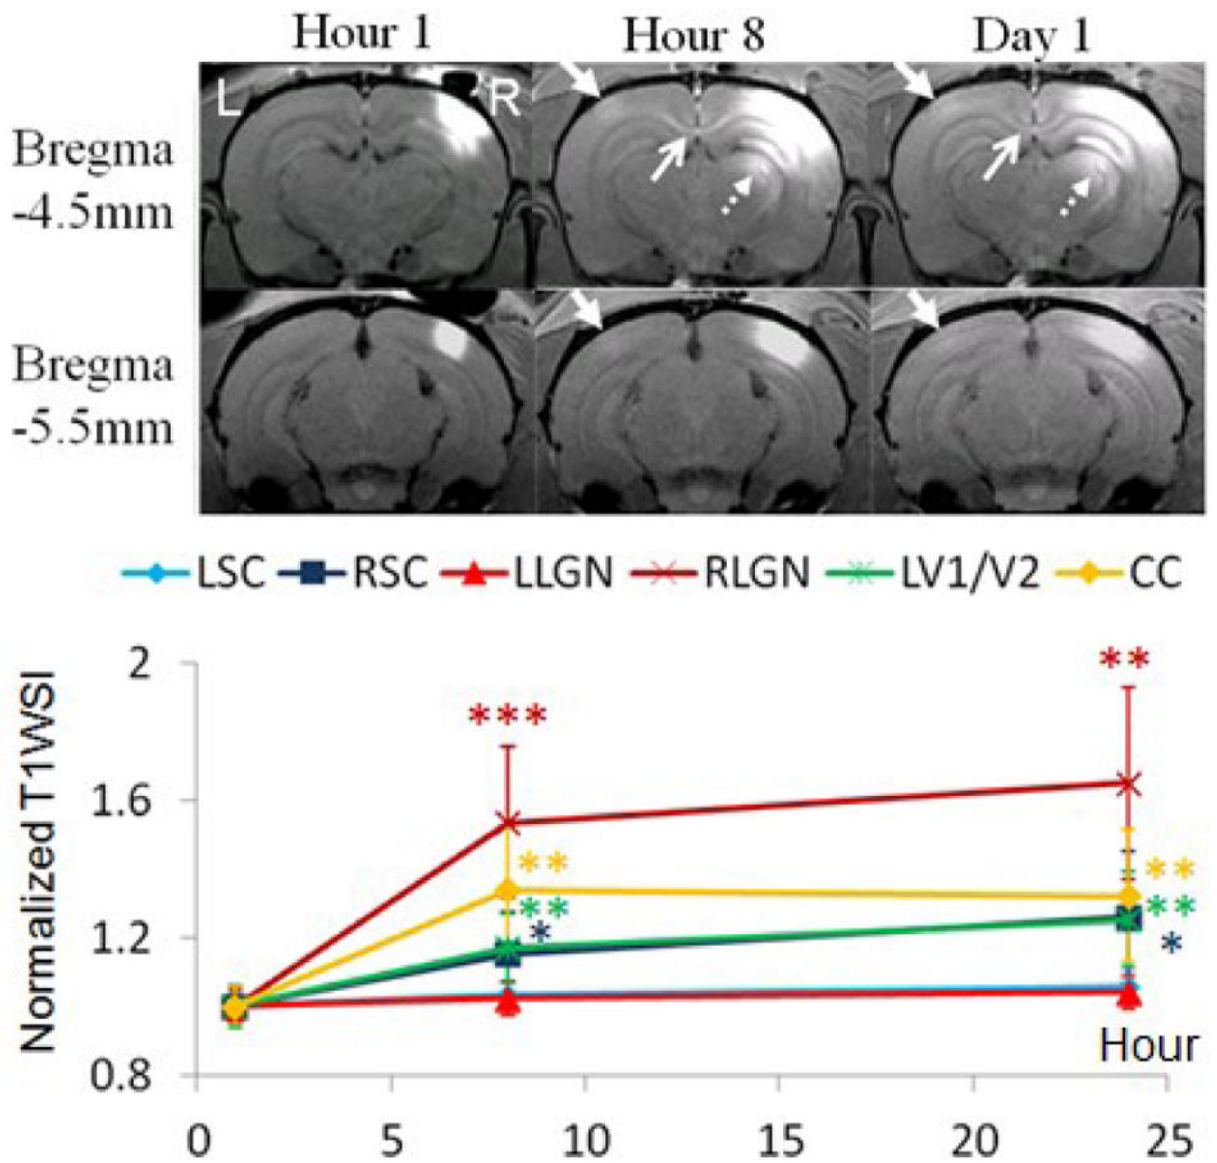 Hour 1 Hour 8 Day 1
L R
Bregma
-4.5mm
Bregma
-5.5mm
LSC RSC LLGN RLGN LV1/V2 CC
Normalized T1WSI
2
1.6
1.2
0.8
*** **
** **
** **
* *
Hour
0 5 10 15 20 25